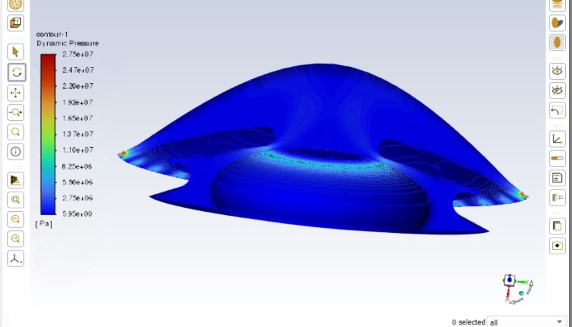 contour-1
Dynamic Pressure
2.75e+07
2.47e+07
2.20e+07
1.92e+07
1.65e+07
1.37e+07
1.10e+07
8.25e+06
5.50e+06
2.75e+06
5.95e+00
[Pa]
0 selected all